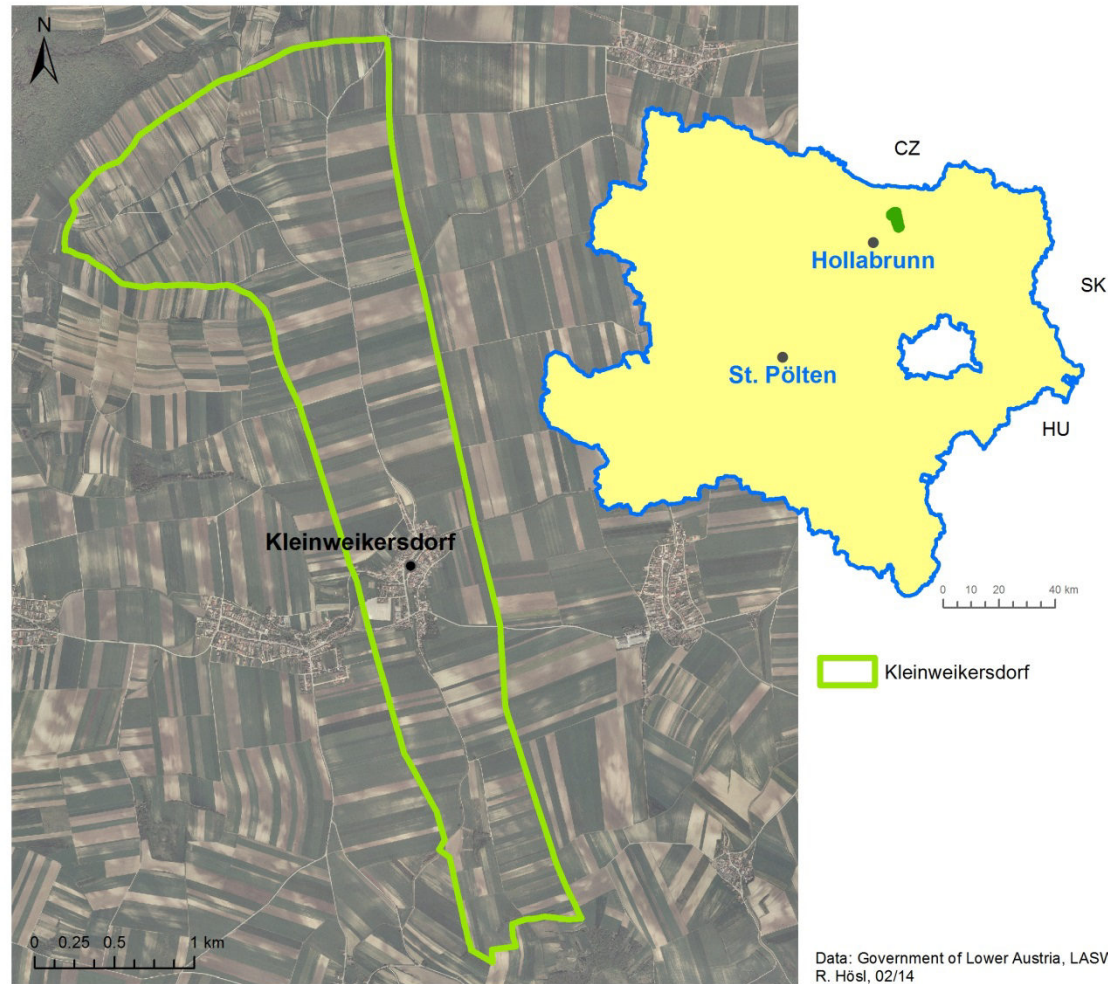 N
CZ
Hollabrunn
SK
St. Pölten
HU
Kleinweikersdorf
0 10 20 40 km
Kleinweikersdorf
0 0.25 0.5 1 km
Data: Government of Lower Austria, LASV
R. Hösl, 02/14